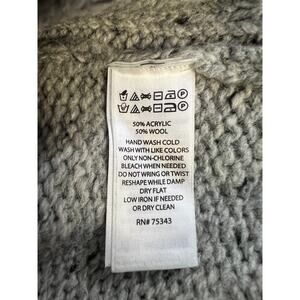 50% ACRYLIC
50% WOOL
HAND WASH COLD
WASH WITH LIKE COLORS
ONLY NON-CHLORINE
BLEACH WHEN NEEDED
DO NOT WRING OR TWIST
RESHAPE WHILE DAMP
DRY FLAT
LOW IRON IF NEEDED
OR DRY CLEAN
RN# 75343